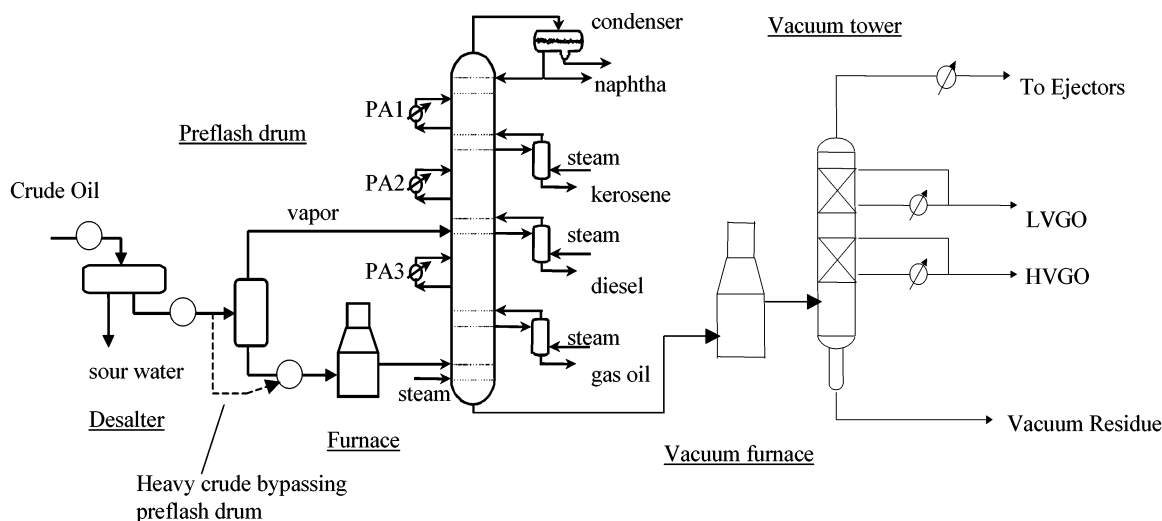 condenser
Vacuum tower
naphtha
To Ejectors
PA1
Preflash drum
steam
kerosene
Crude Oil
PA2
vapor
LVGO
steam
diesel
PA3
HVGO
steam
gas oil
sour water
steam
Desalter
Furnace
Vacuum furnace
Vacuum Residue
Heavy crude bypassing
preflash drum